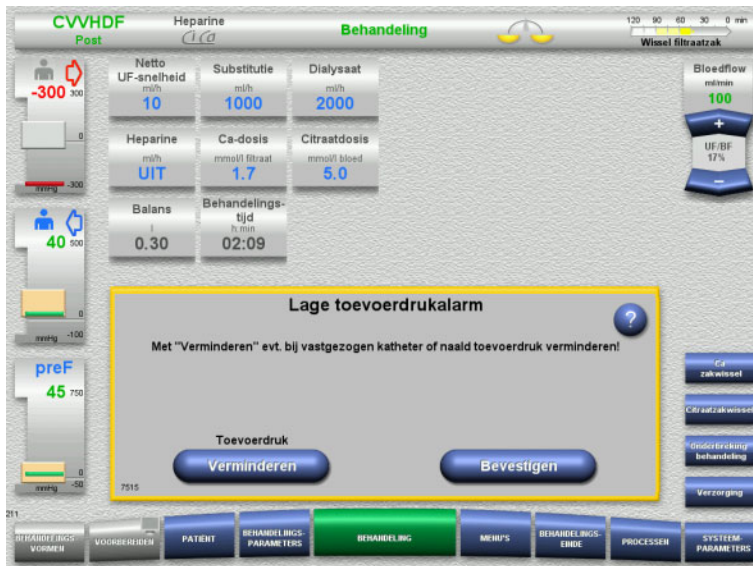 CVVHDF
Post
Heparine
Ci Ca
Behandeling
120 90 60 30 0 min
Wissel filtraatzak
-300 300
0
-300
mmHg
40 500
0
-100
mmHg
preF
45 750
0
-50
mmHg
Netto
UF-snelheid
ml/h
10
Substitutie
ml/h
1000
Dialysaat
ml/h
2000
Heparine
ml/h
UIT
Ca-dosis
mmol/l filtraat
1.7
Citraatdosis
mmol/l bloed
5.0
Balans
l
0.30
Behandelings-
tijd
h:min
02:09
Bloedflow
ml/min
100
+
UF/BF
17%
−
Lage toevoerdrukalarm
?
Met "Verminderen" evt. bij vastgezogen katheter of naald toevoerdruk verminderen!
Toevoerdruk
Verminderen
Bevestigen
7515
Ca
zakwissel
Citraatzakwissel
Onderbreking
behandeling
Verzorging
211
BEHANDELINGS-
VORMEN
VOORBEREIDEN
PATIËNT
BEHANDELINGS-
PARAMETERS
BEHANDELING
MENU'S
BEHANDELINGS-
EINDE
PROCESSEN
SYSTEEM-
PARAMETERS